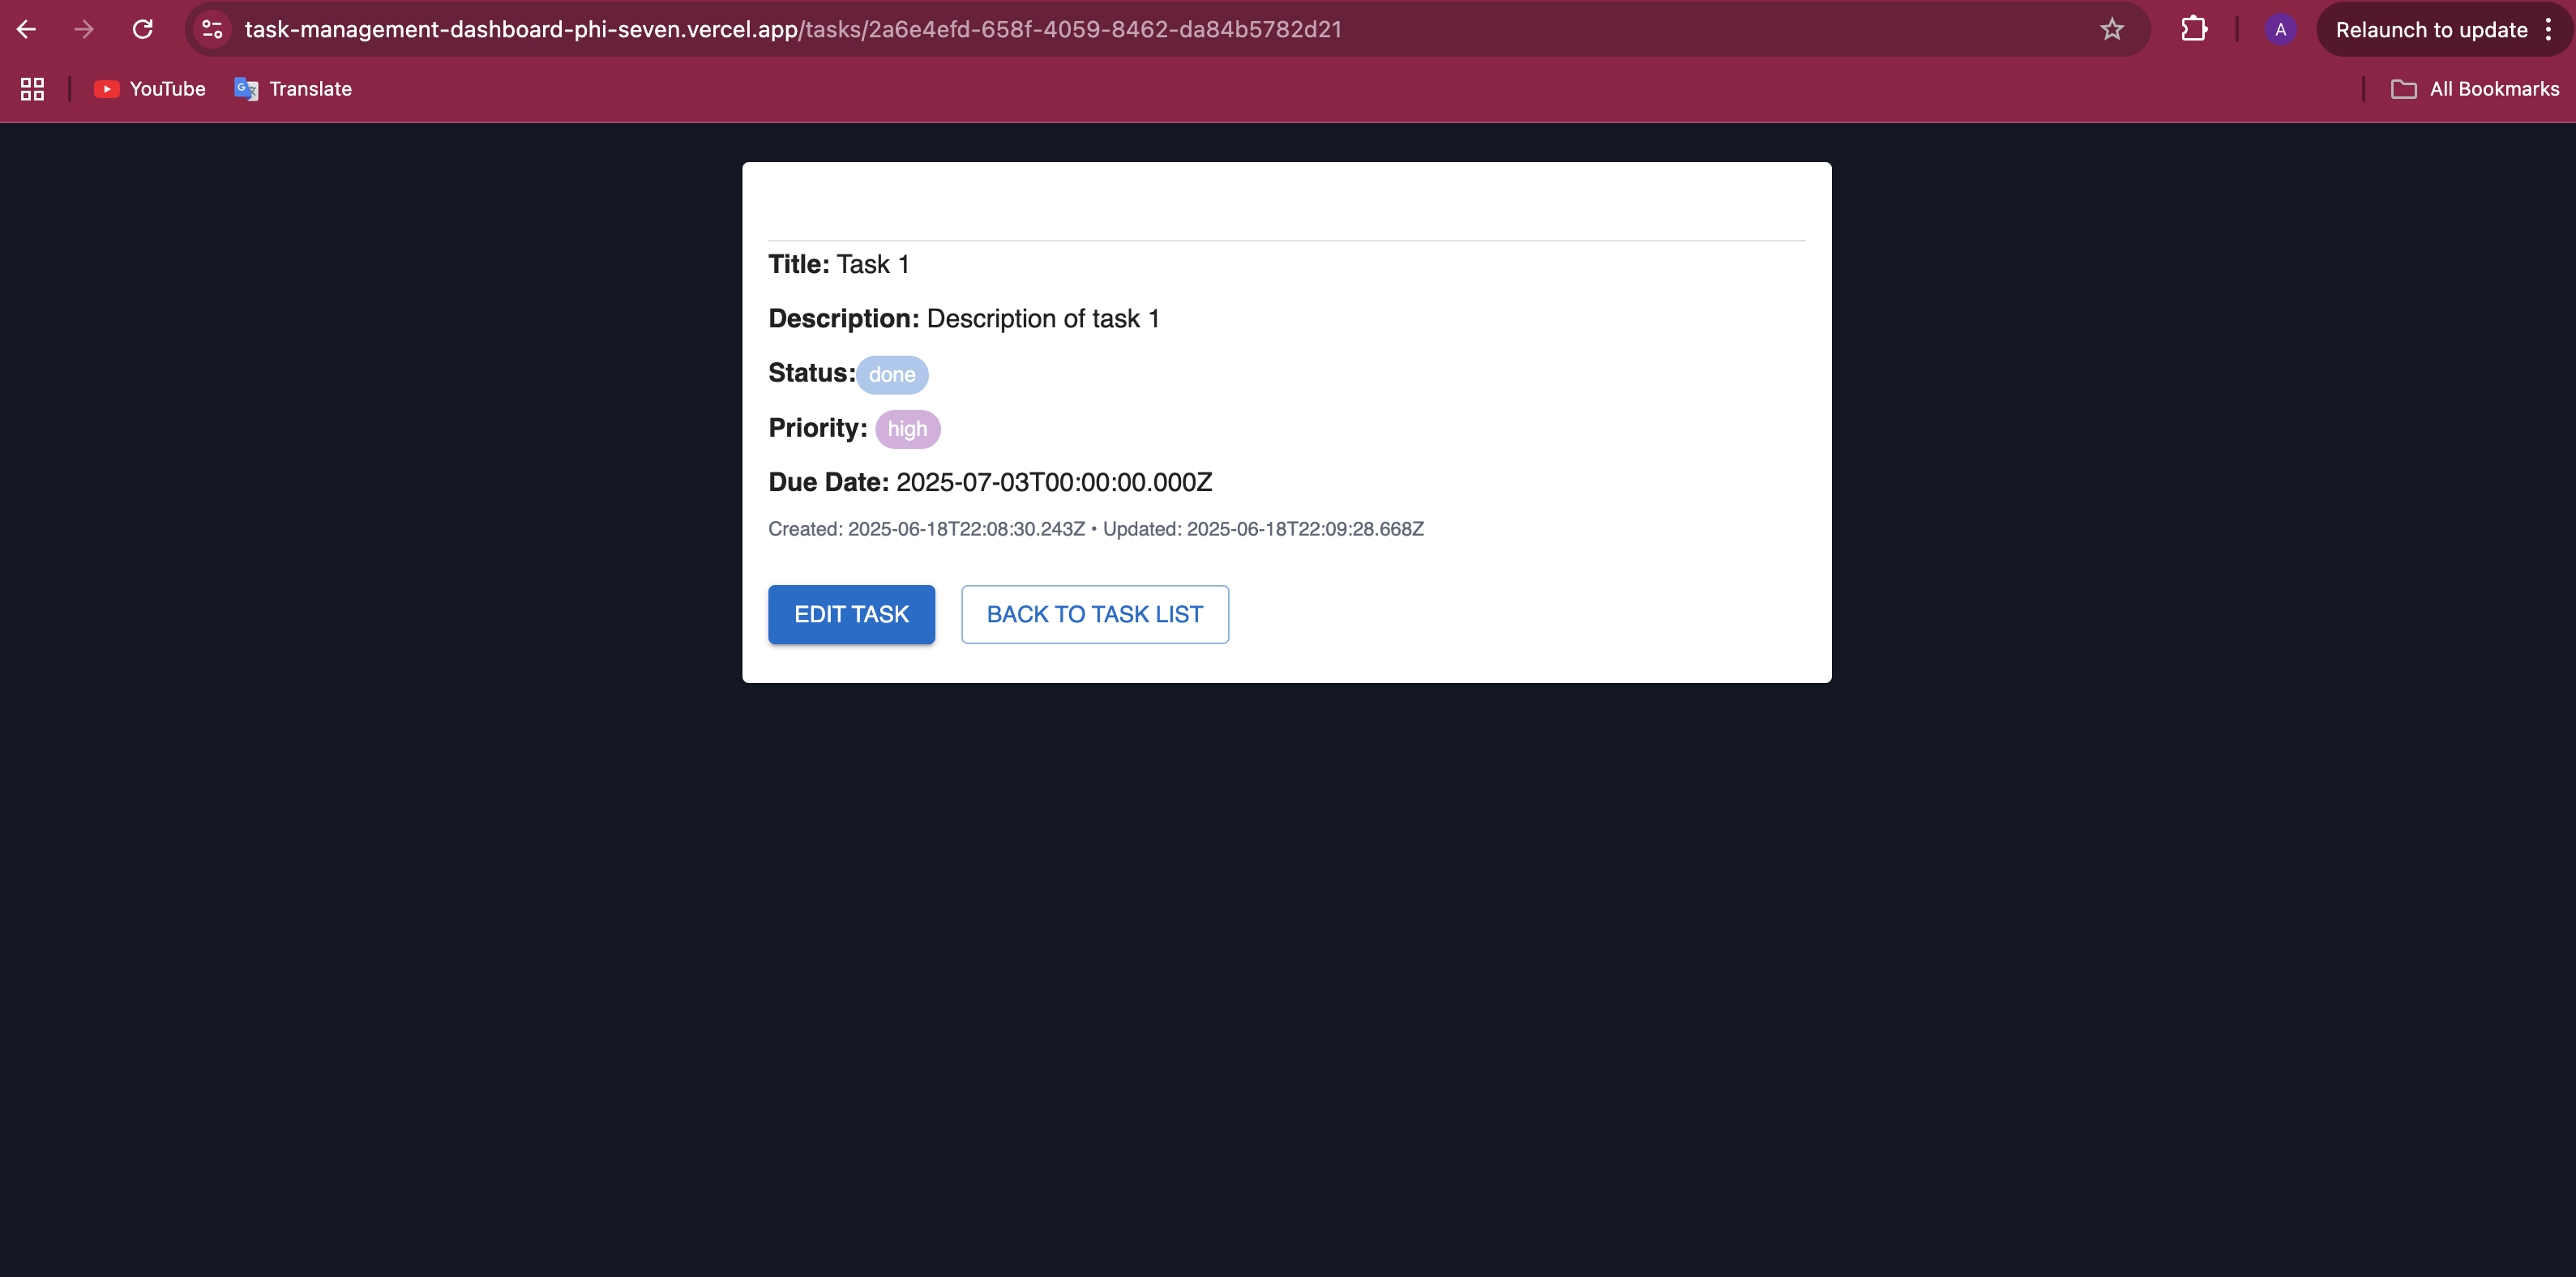 task-management-dashboard-phi-seven.vercel.app/tasks/2a6e4efd-658f-4059-8462-da84b5782d21
A
Relaunch to update
YouTube
Translate
All Bookmarks
Title: Task 1
Description: Description of task 1
Status: done
Priority: high
Due Date: 2025-07-03T00:00:00.000Z
Created: 2025-06-18T22:08:30.243Z • Updated: 2025-06-18T22:09:28.668Z
EDIT TASK
BACK TO TASK LIST